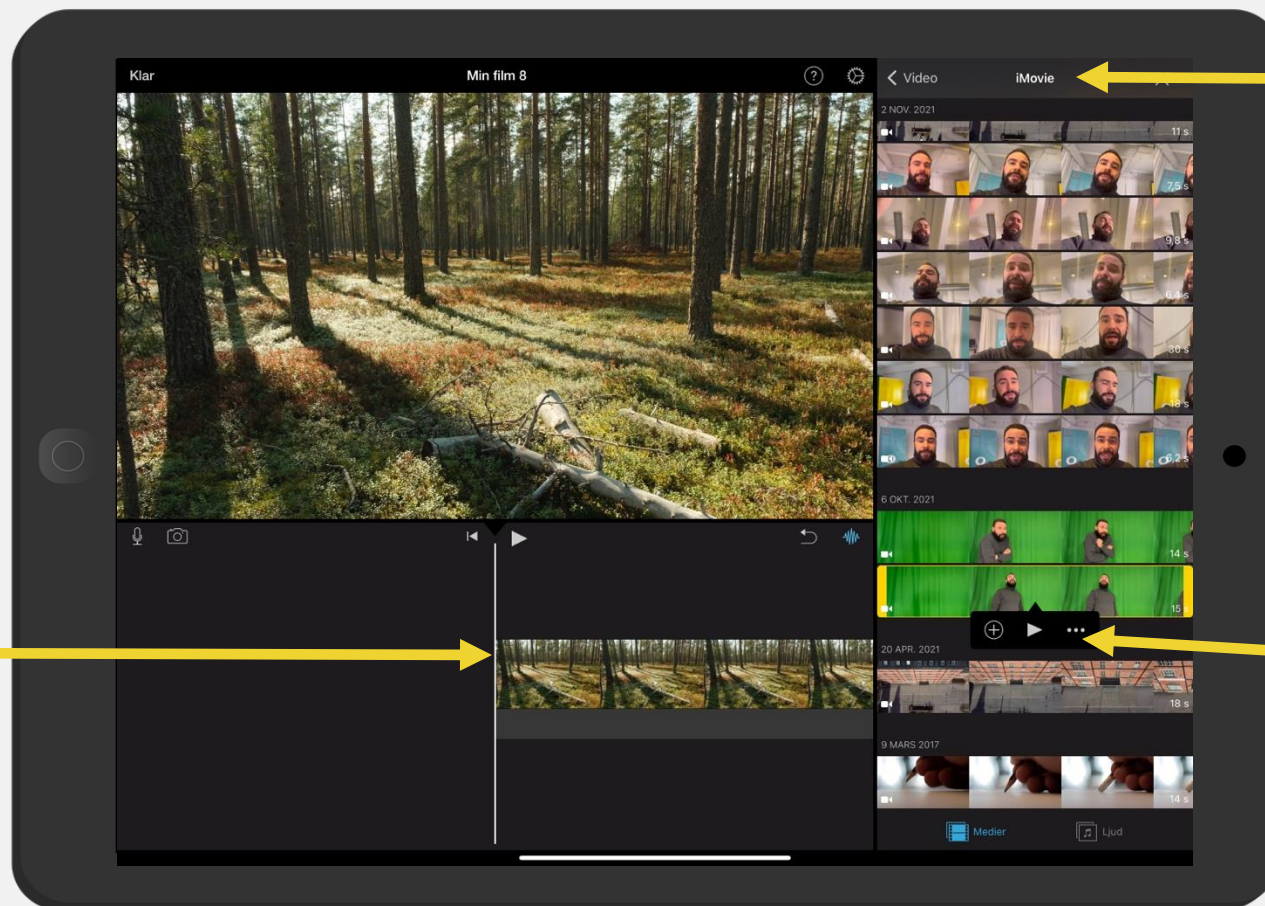 Klar
Min film 8
?
Video
iMovie
2 NOV. 2021
11 s
7,5 s
9,8 s
6,4 s
30 s
18 s
6,2 s
6 OKT. 2021
14 s
15 s
20 APR. 2021
18 s
9 MARS 2017
14 s
Medier
Ljud